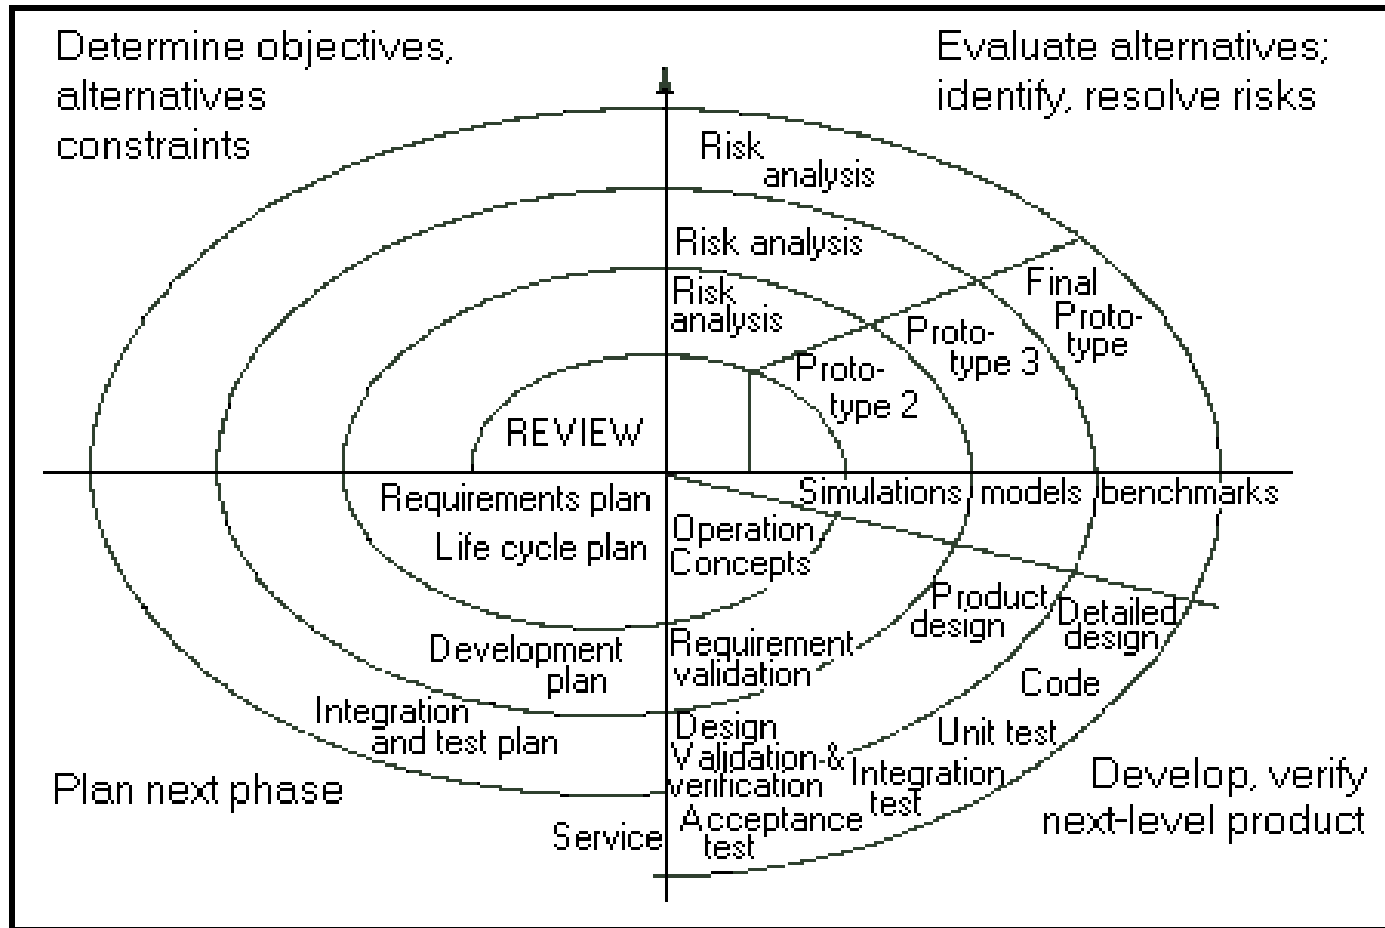 Determine objectives,
alternatives
constraints
Evaluate alternatives;
identify, resolve risks
Risk
analysis
Risk analysis
Risk
analysis
Final
Proto-
type
Proto-
type 3
Proto-
type 2
REVIEW
Requirements plan
Life cycle plan
Simulations models benchmarks
Operation
Concepts
Product
design
Detailed
design
Development
plan
Requirement
validation
Code
Integration
and test plan
Design
Validation-&
verification
Unit test
Integration
test
Plan next phase
Develop, verify
next-level product
Service
Acceptance
test